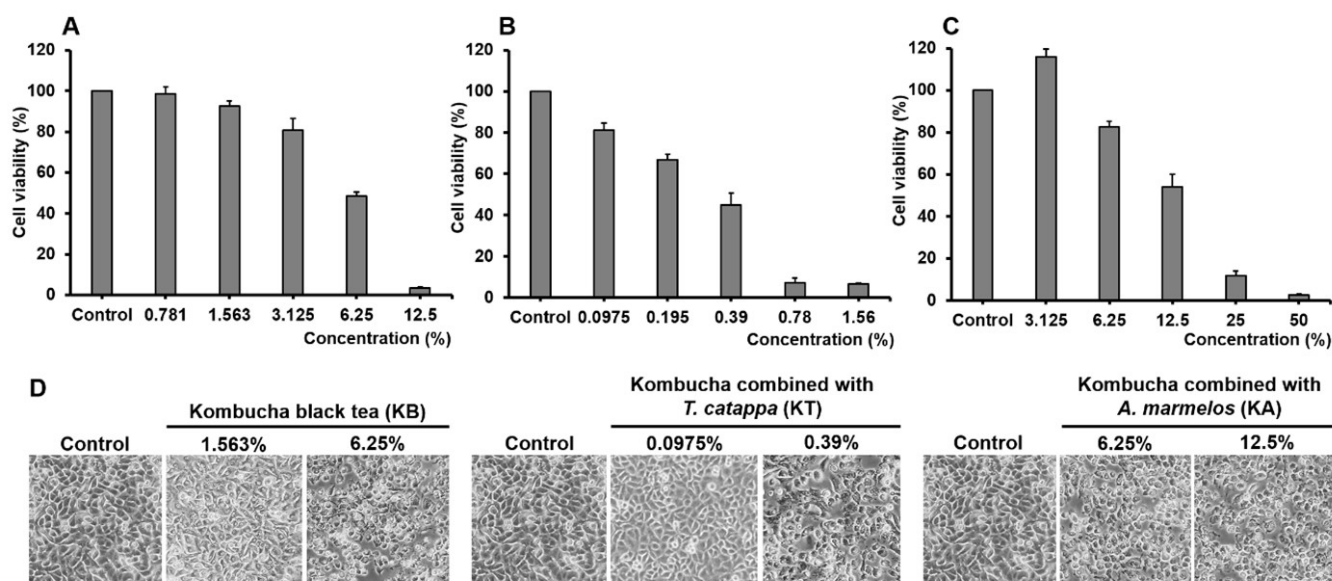 A
120
100
80
60
40
20
0
Cell viability (%)
Control 0.781 1.563 3.125 6.25 12.5
Concentration (%)
B
120
100
80
60
40
20
0
Cell viability (%)
Control 0.0975 0.195 0.39 0.78 1.56
Concentration (%)
C
120
100
80
60
40
20
0
Cell viability (%)
Control 3.125 6.25 12.5 25 50
Concentration (%)
D
Kombucha black tea (KB)
Control 1.563% 6.25%
Kombucha combined with
T. catappa (KT)
Control 0.0975% 0.39%
Kombucha combined with
A. marmelos (KA)
Control 6.25% 12.5%